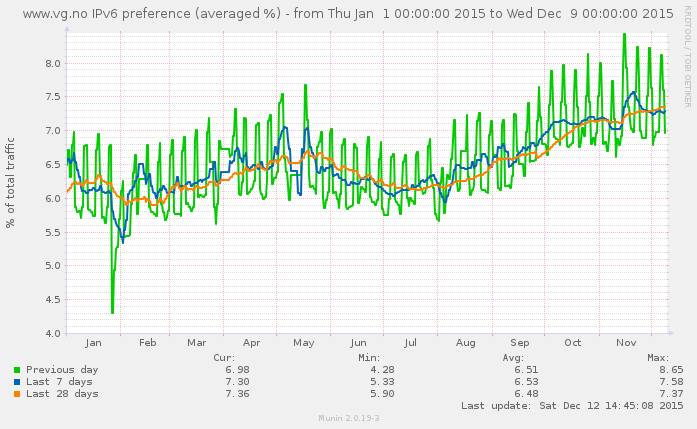 www.vg.no IPv6 preference (averaged %) - from Thu Jan 1 00:00:00 2015 to Wed Dec 9 00:00:00 2015
RRDTOOL / TOBI OETIKER
% of total traffic
8.0
7.5
7.0
6.5
6.0
5.5
5.0
4.5
4.0
Jan Feb Mar Apr May Jun Jul Aug Sep Oct Nov
Cur: Min: Avg: Max:
Previous day 6.98 4.28 6.51 8.65
Last 7 days 7.30 5.33 6.53 7.58
Last 28 days 7.36 5.90 6.48 7.37
Last update: Sat Dec 12 14:45:08 2015
Munin 2.0.19-3